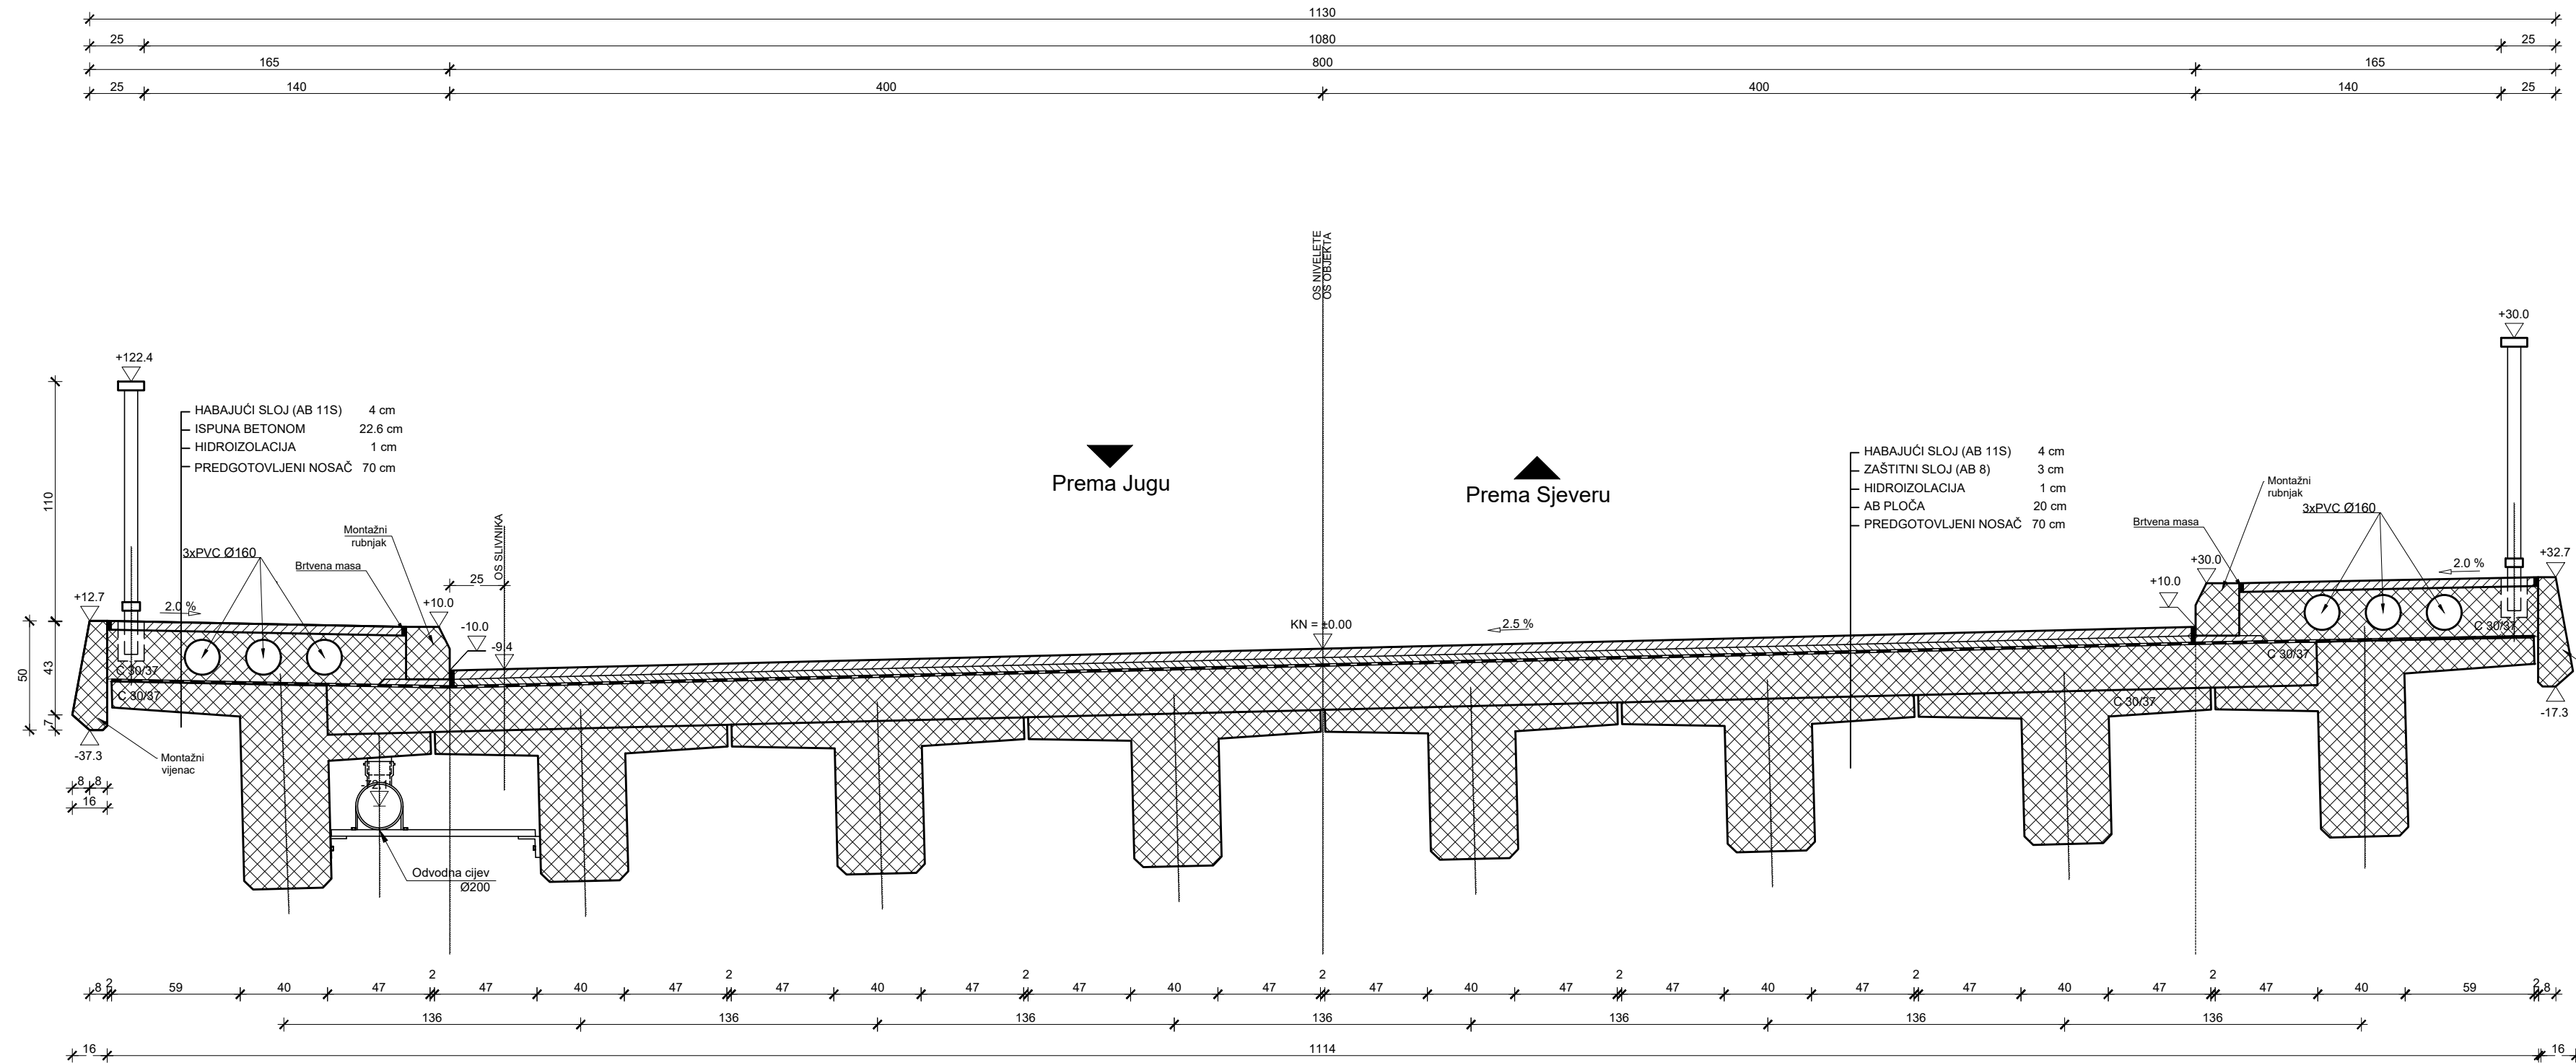 1130
25 1080 25
165 800 165
25 140 400 400 140 25
OS NIVELETE
OS OBJEKTA
+30.0
+122.4
HABAJUĆI SLOJ (AB 11S) 4 cm
ISPUNA BETONOM 22.6 cm
HIDROIZOLACIJA 1 cm
PREDGOTOVLJENI NOSAČ 70 cm
Prema Jugu
Prema Sjeveru
HABAJUĆI SLOJ (AB 11S) 4 cm
ZAŠTITNI SLOJ (AB 8) 3 cm
HIDROIZOLACIJA 1 cm
AB PLOČA 20 cm
PREDGOTOVLJENI NOSAČ 70 cm
Montažni
rubnjak
3xPVC Ø160
Brtvena masa
110
Montažni
rubnjak
OS SLIVNIKA
3xPVC Ø160
Brtvena masa
25
+32.7
2.0 %
+30.0
+10.0
+12.7
2.0 %
+10.0
-10.0
-9.4
KN = ±0.00
2.5 %
C 30/37
C 30/37
C 30/37
C 30/37
C 30/37
50
43
7
-17.3
-37.3
Montažni
vijenac
8 8
16
-72.1
Odvodna cijev
Ø200
2 2 2 2 2 2 2
8 2 59 40 47 47 40 47 47 40 47 47 40 47 47 40 47 47 40 47 47 40 47 47 40 59 2 8
136 136 136 136 136 136 136
16 1114 16